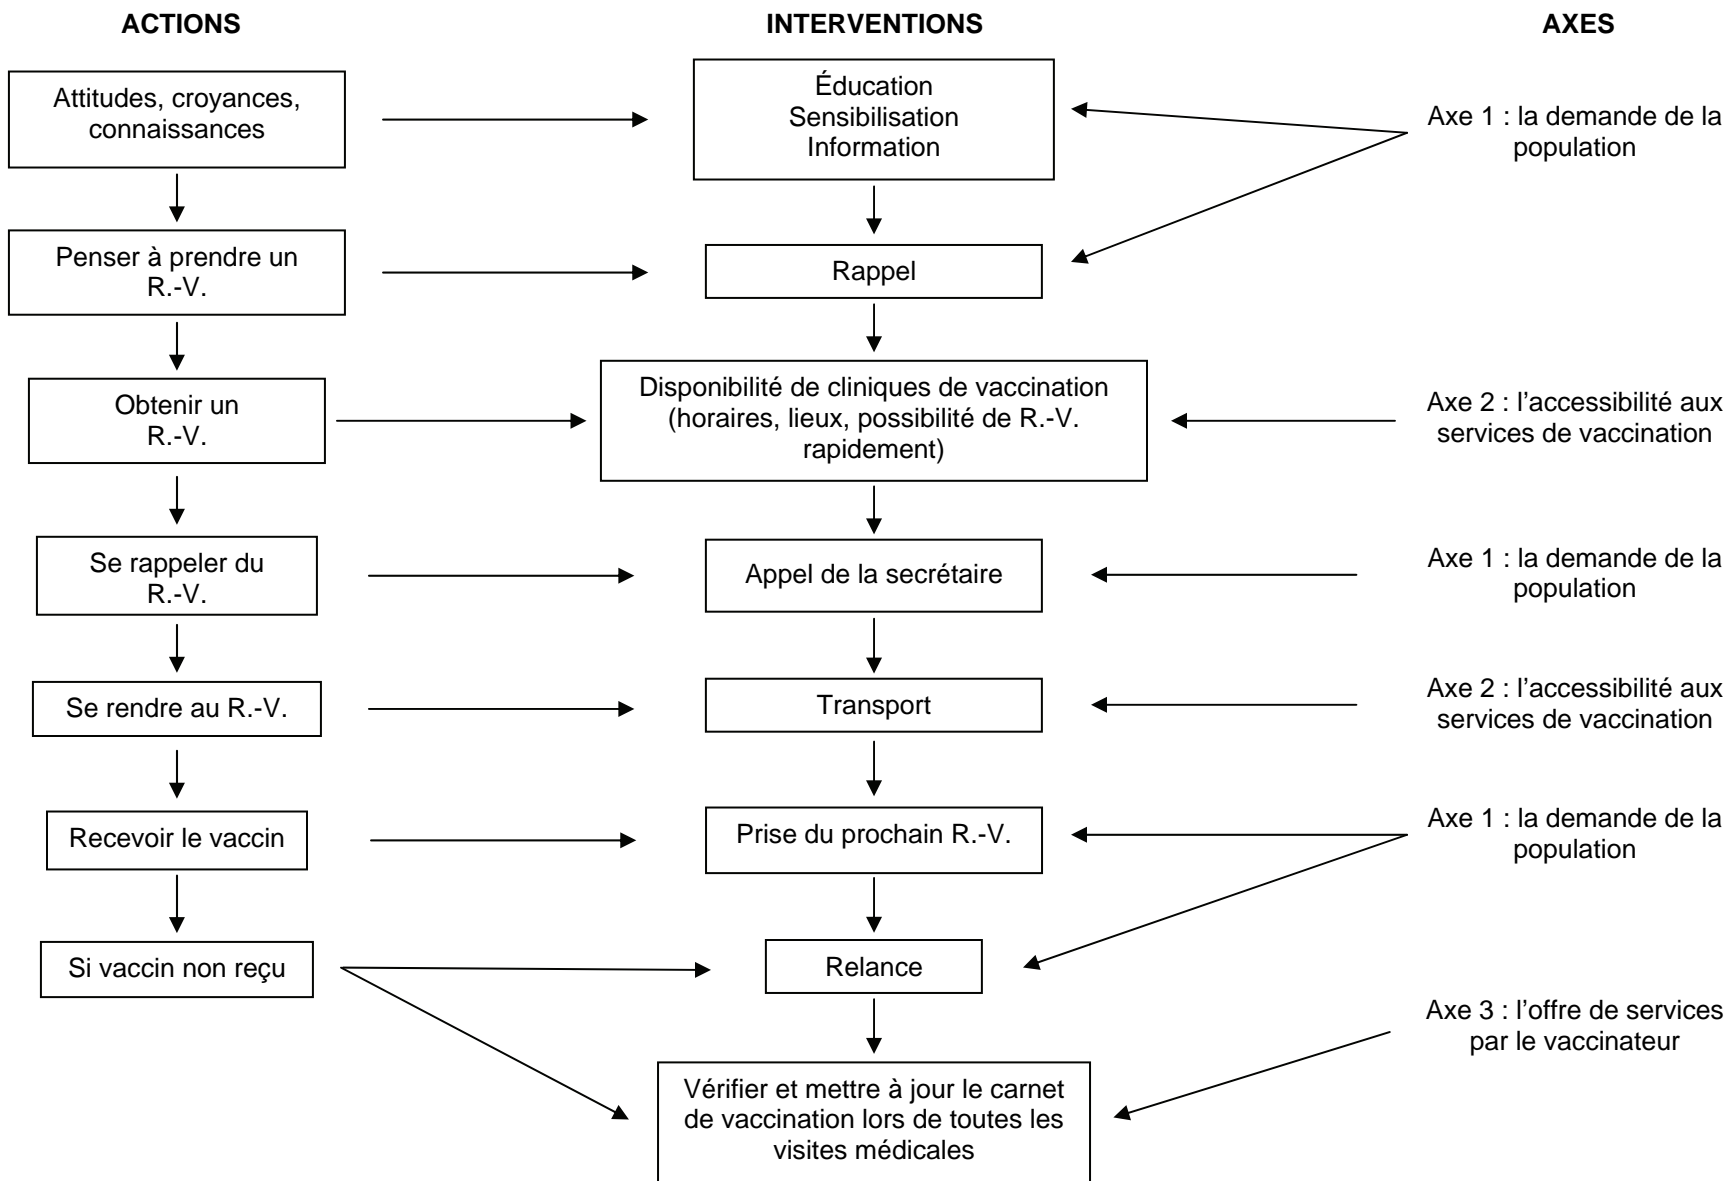 ACTIONS
INTERVENTIONS
AXES
Attitudes, croyances,
connaissances
Éducation
Sensibilisation
Information
Axe 1 : la demande de la
population
Penser à prendre un
R.-V.
Rappel
Obtenir un
R.-V.
Disponibilité de cliniques de vaccination
(horaires, lieux, possibilité de R.-V.
rapidement)
Axe 2 : l’accessibilité aux
services de vaccination
Se rappeler du
R.-V.
Appel de la secrétaire
Axe 1 : la demande de la
population
Se rendre au R.-V.
Transport
Axe 2 : l’accessibilité aux
services de vaccination
Recevoir le vaccin
Prise du prochain R.-V.
Axe 1 : la demande de la
population
Si vaccin non reçu
Relance
Axe 3 : l’offre de services
par le vaccinateur
Vérifier et mettre à jour le carnet
de vaccination lors de toutes les
visites médicales